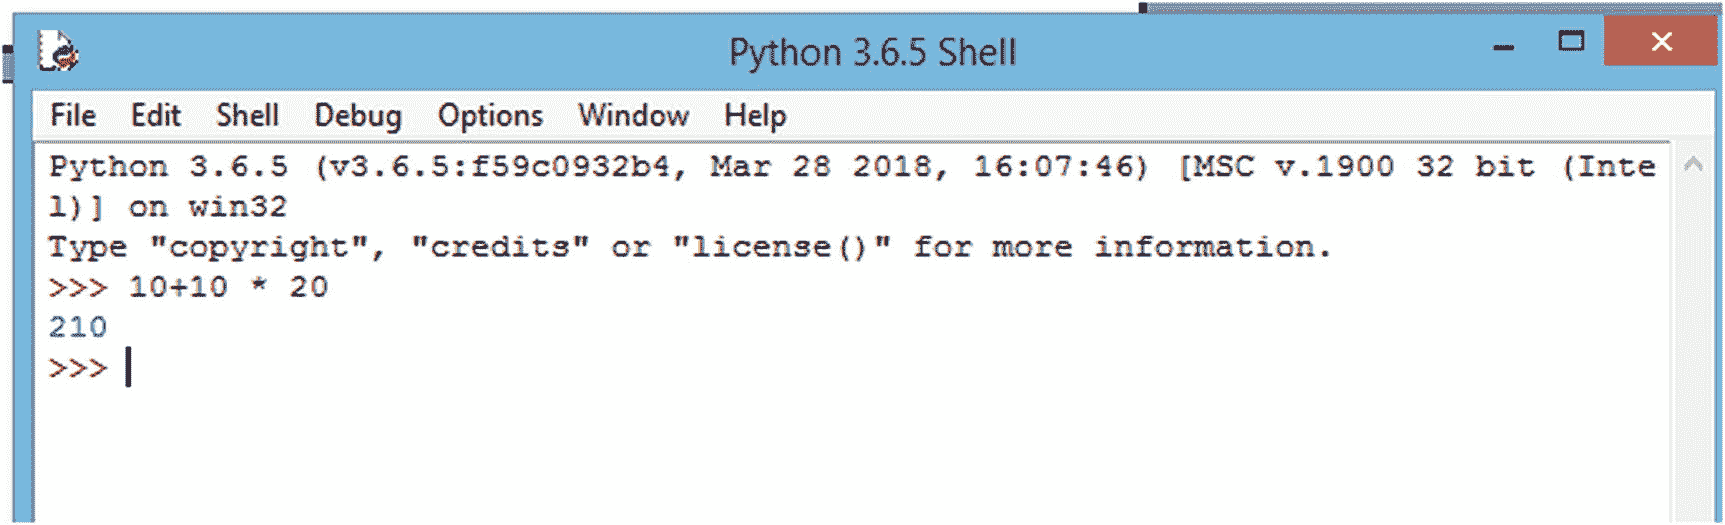 Python 3.6.5 Shell
File Edit Shell Debug Options Window Help
Python 3.6.5 (v3.6.5:f59c0932b4, Mar 28 2018, 16:07:46) [MSC v.1900 32 bit (Inte
l)] on win32
Type "copyright", "credits" or "license()" for more information.
>>> 10+10 * 20
210
>>>